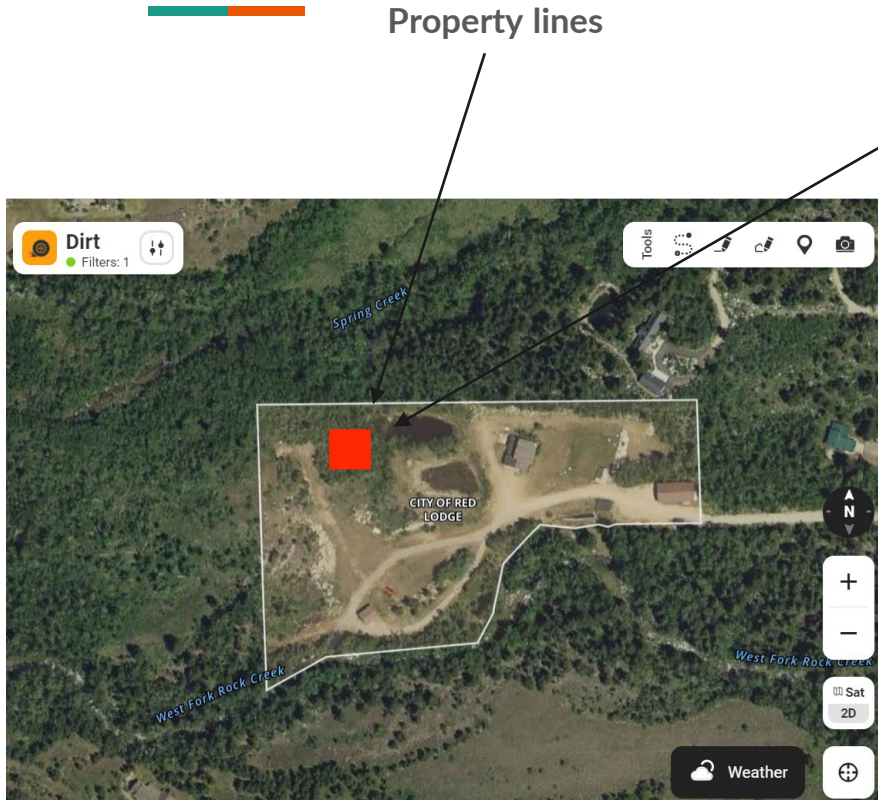 Property lines
Dirt
Filters: 1
Tools
Spring Creek
CITY OF RED
LODGE
N
+
−
West Fork Rock Creek
West Fork Rock Creek
Sat
2D
Weather